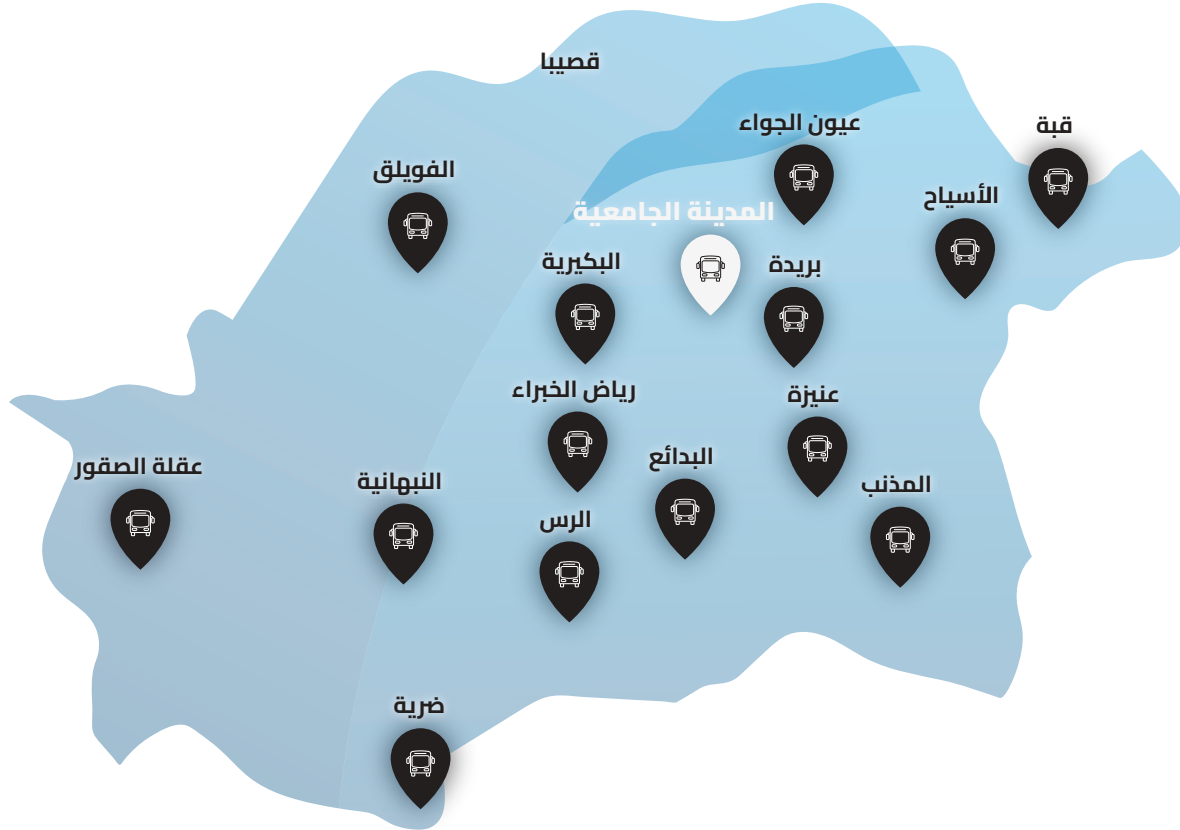 قصيبا
عيون الجواء
قبة
الفويلق
الأسياح
المدينة الجامعية
بريدة
البكيرية
رياض الخبراء
عنيزة
البدائع
عقلة الصقور
النبهانية
المذنب
الرس
ضرية